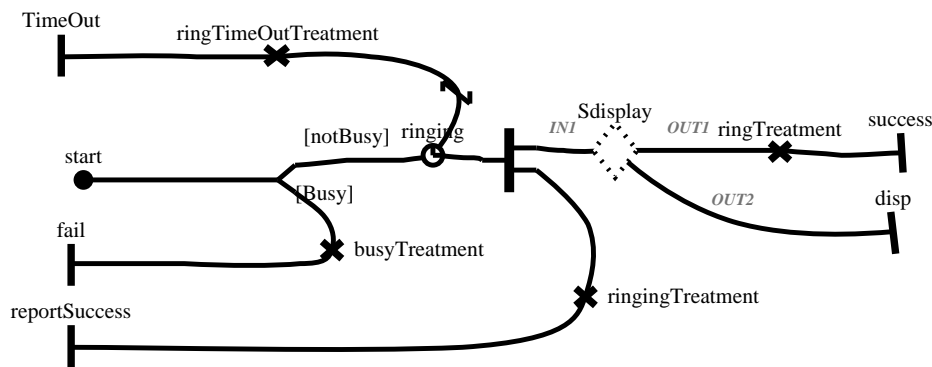 TimeOut
ringTimeOutTreatment
Sdisplay
[notBusy]
ringing
IN1
OUT1
ringTreatment
success
start
[Busy]
OUT2
disp
fail
busyTreatment
ringingTreatment
reportSuccess